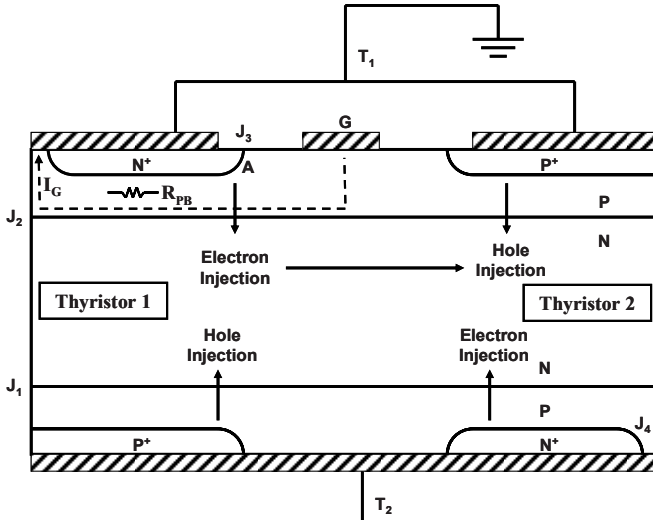 T1
J3
G
N+
A
P+
IG
RPB
P
J2
N
Electron
Injection
Hole
Injection
Thyristor 1
Thyristor 2
Hole
Injection
Electron
Injection
N
J1
P
J4
P+
N+
T2